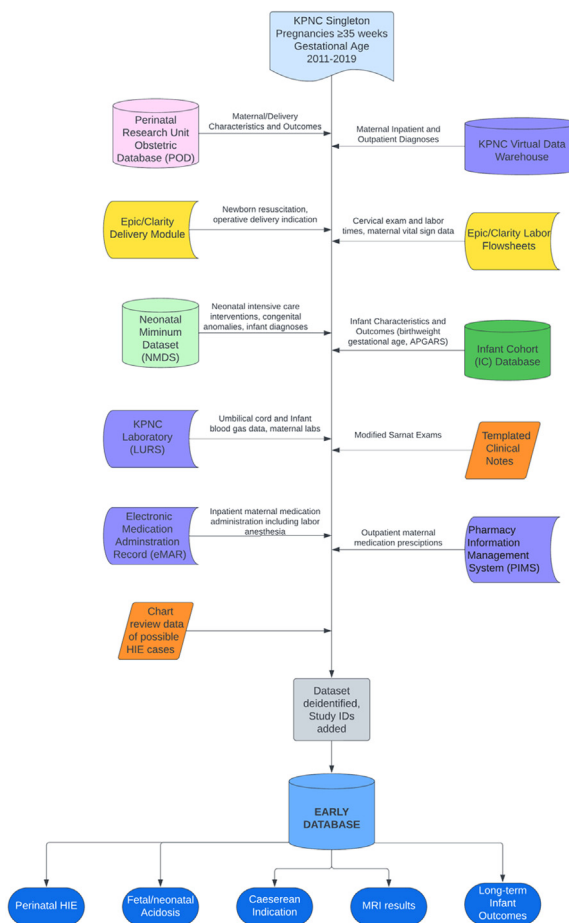 KPNC Singleton
Pregnancies ≥35 weeks
Gestational Age
2011-2019
Perinatal
Research Unit
Obstetric
Database (POD)
Maternal/Delivery
Characteristics and Outcomes
Maternal Inpatient and
Outpatient Diagnoses
KPNC Virtual Data
Warehouse
Epic/Clarity
Delivery Module
Newborn resuscitation,
operative delivery indication
Cervical exam and labor
times, maternal vital sign data
Epic/Clarity Labor
Flowsheets
Neonatal
Miminum
Dataset
(NMDS)
Neonatal intensive care
interventions, congenital
anomalies, infant diagnoses
Infant Characteristics and
Outcomes (birthweight
gestational age, APGARS)
Infant Cohort
(IC) Database
KPNC
Laboratory
(LURS)
Umbilical cord and Infant
blood gas data, maternal labs
Modified Sarnat Exams
Templated
Clinical
Notes
Electronic
Medication
Adminstration
Record (eMAR)
Inpatient maternal medication
administration including labor
anesthesia
Outpatient maternal
medication presciptions
Pharmacy
Information
Management
System (PIMS)
Chart
review data
of possible
HIE cases
Dataset
deidentified,
Study IDs
added
EARLY
DATABASE
Perinatal HIE
Fetal/neonatal
Acidosis
Caeserean
Indication
MRI results
Long-term
Infant
Outcomes